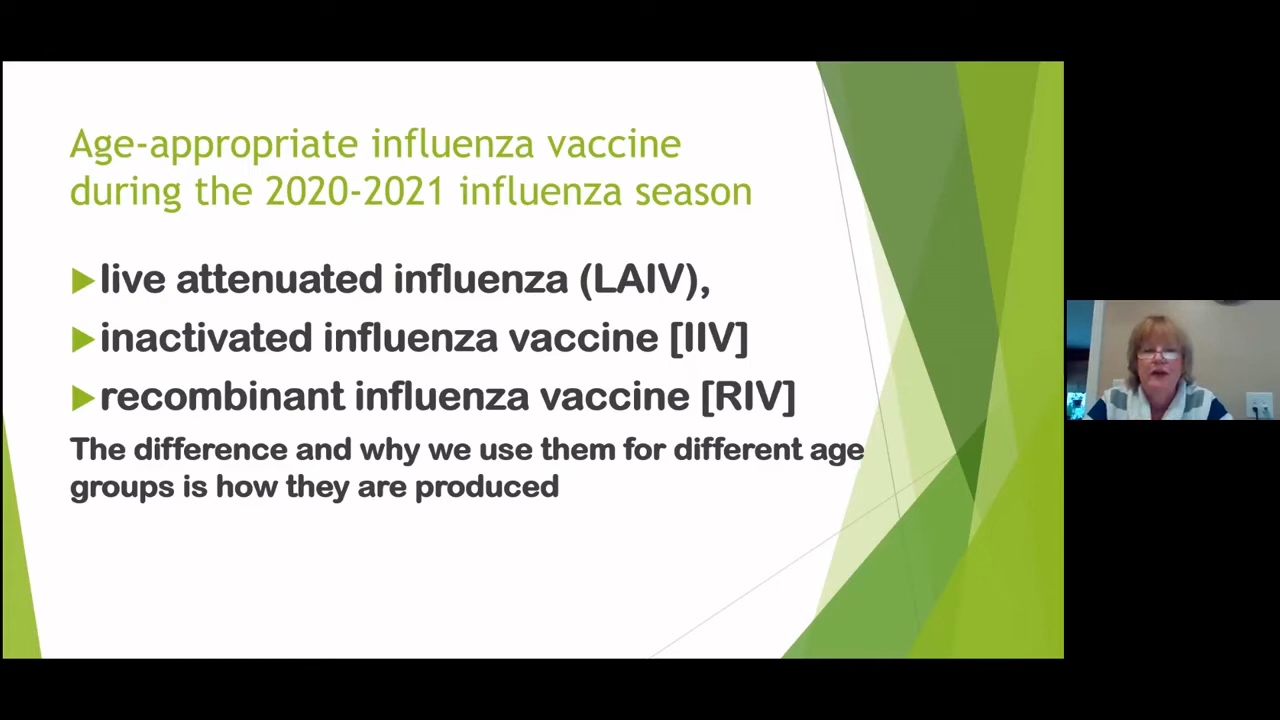 Age-appropriate influenza vaccine
during the 2020-2021 influenza season
live attenuated influenza (LAIV),
inactivated influenza vaccine [IIV]
recombinant influenza vaccine [RIV]
The difference and why we use them for different age
groups is how they are produced